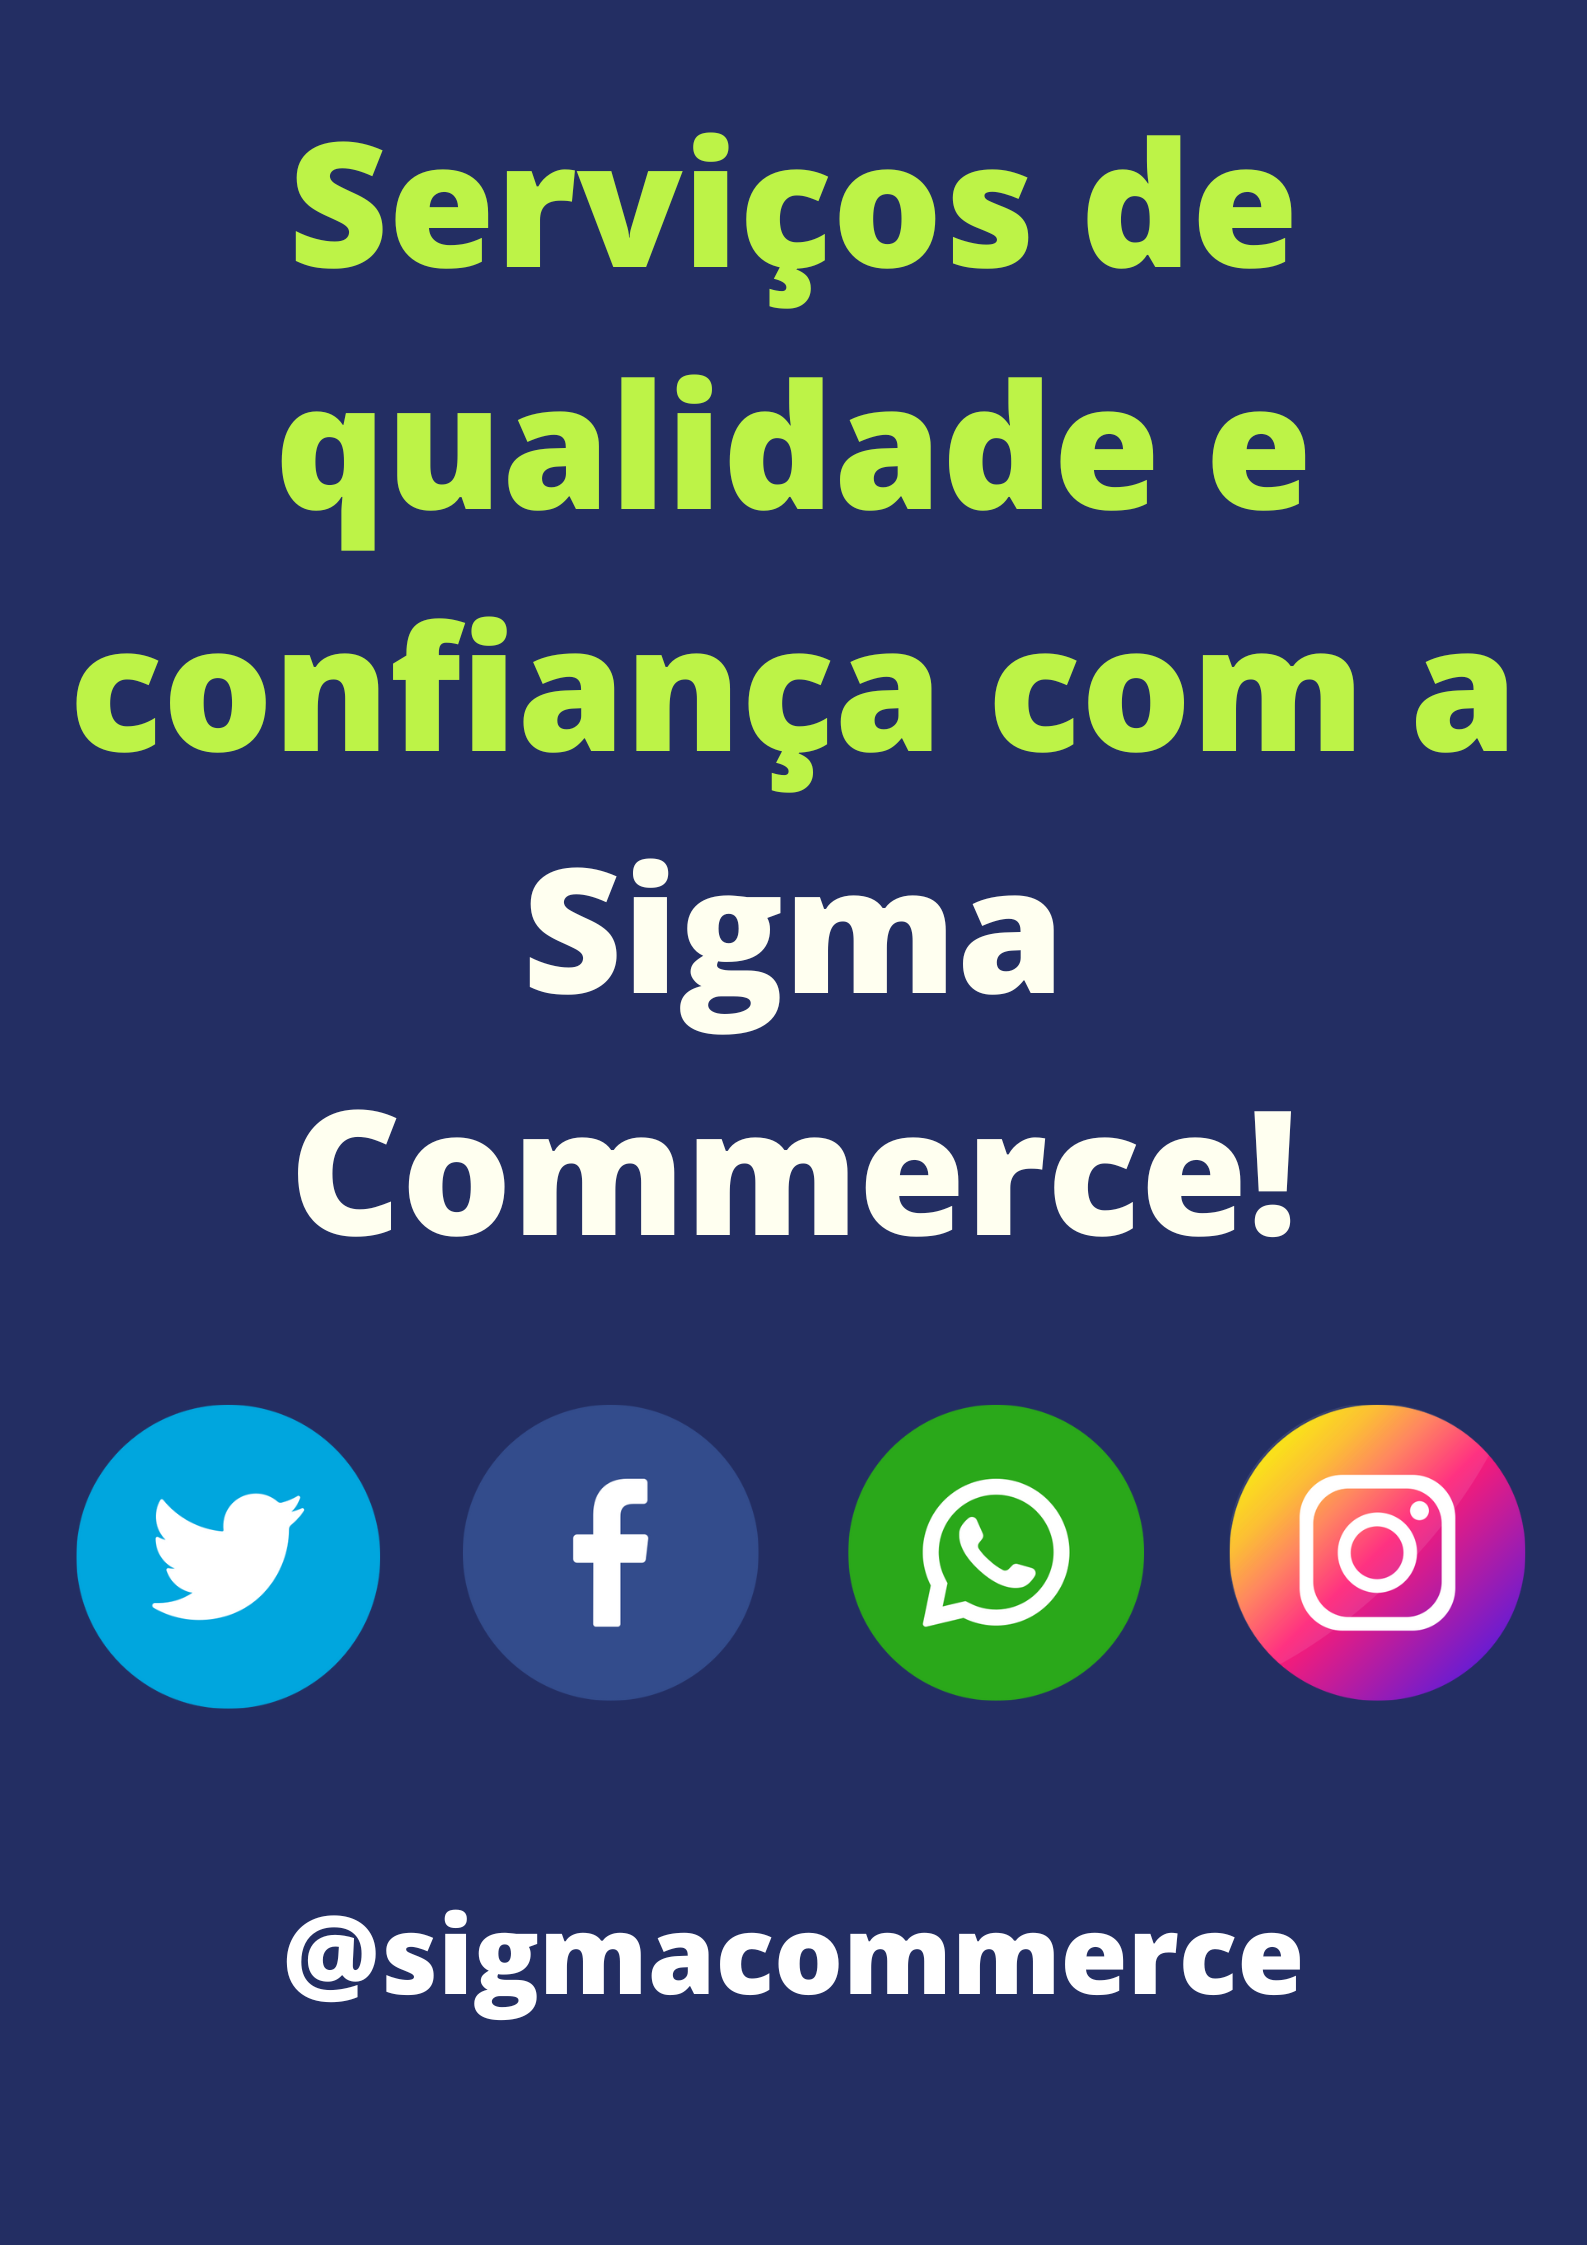 Serviços de
qualidade e
confiança com a
Sigma
Commerce!
@sigmacommerce